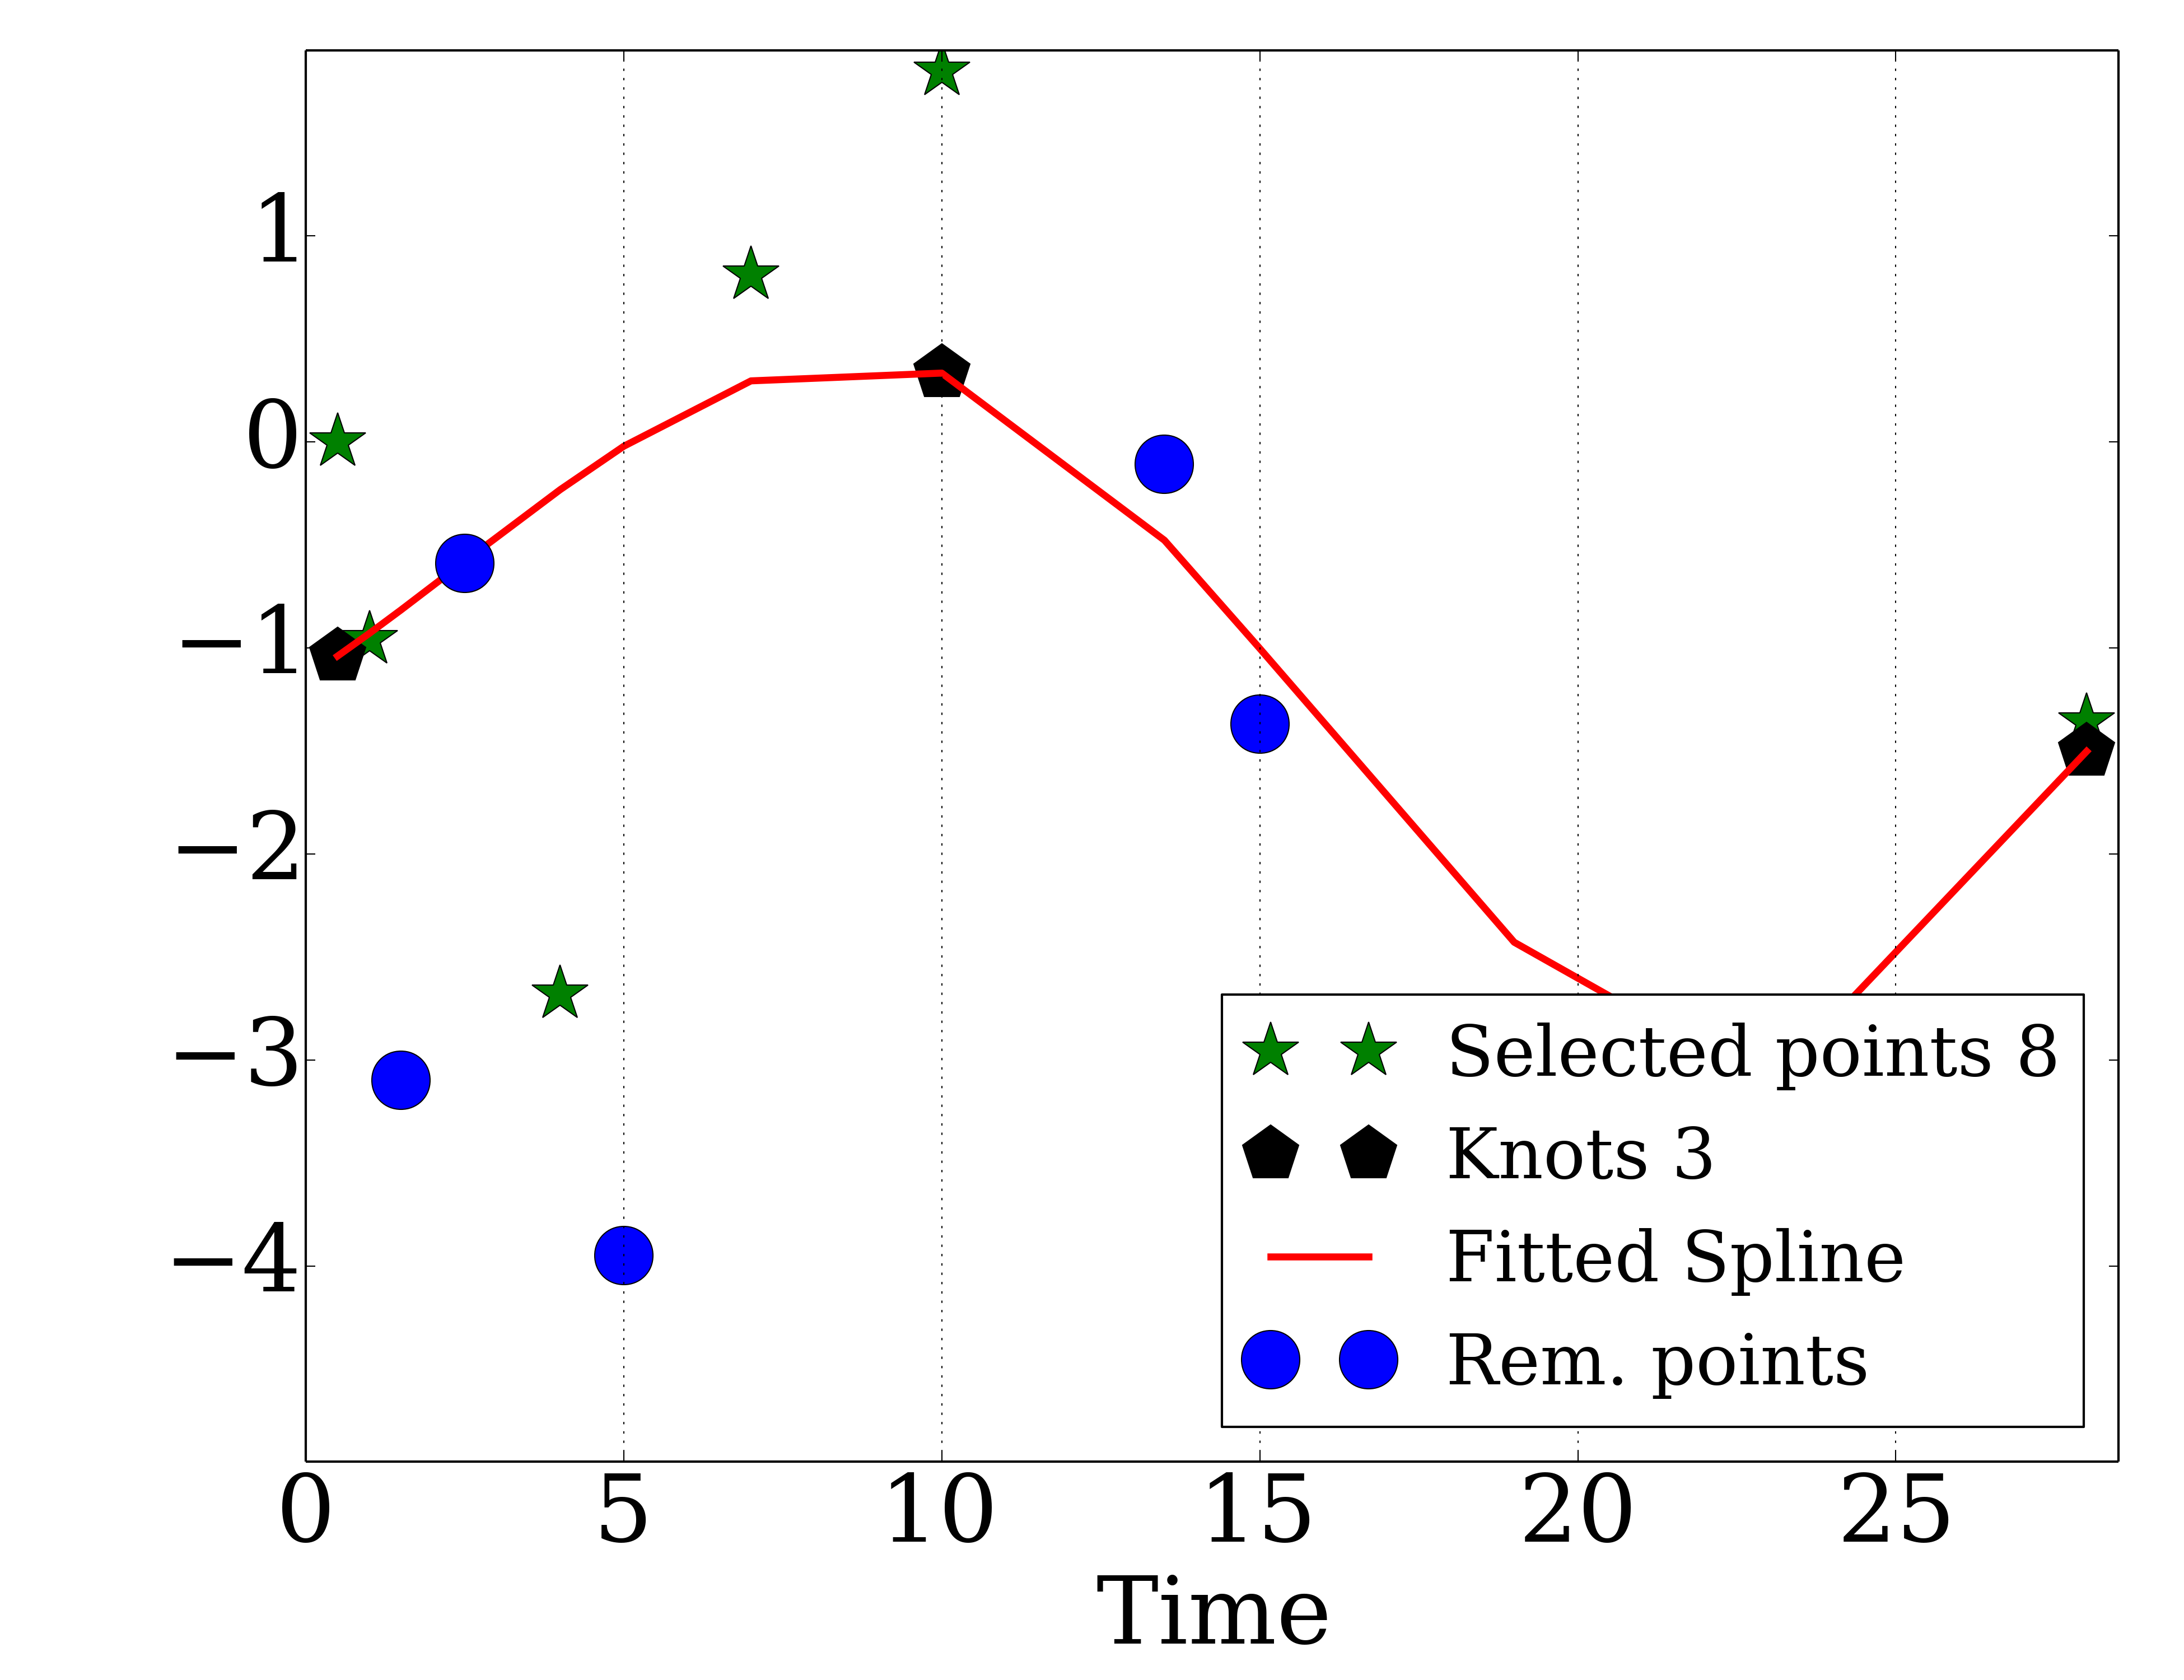 1
0
−1
−2
−3
−4
0 5 10 15 20 25
Time
Selected points 8
Knots 3
Fitted Spline
Rem. points